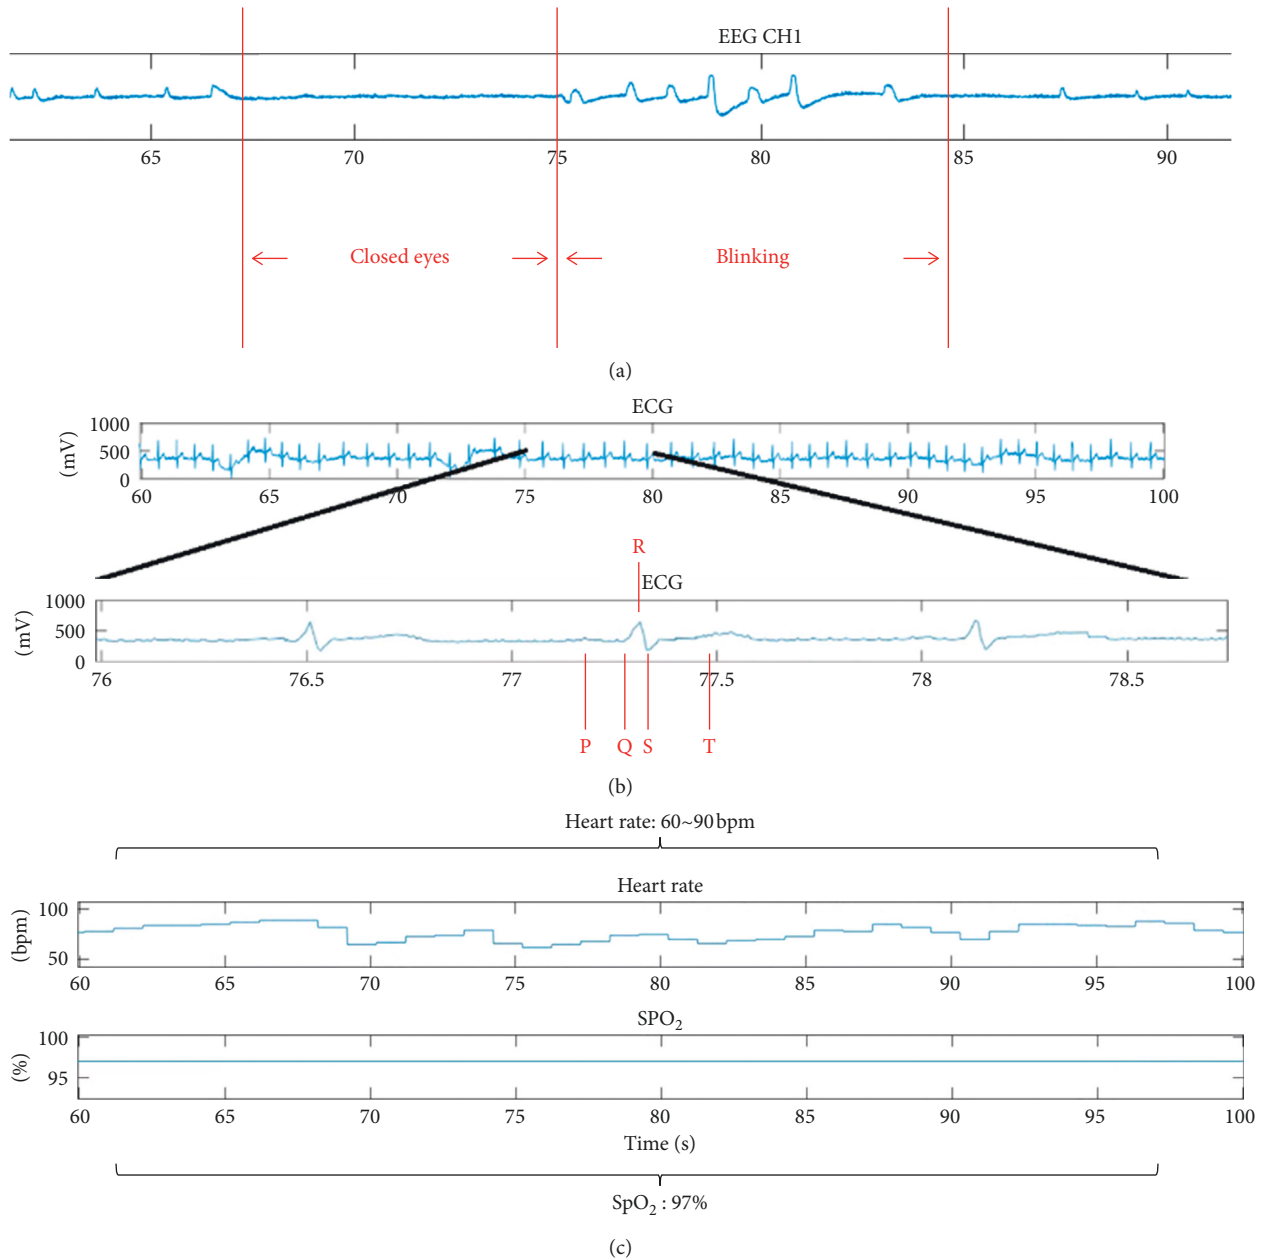 EEG CH1
65 70 75 80 85 90
Closed eyes Blinking
(a)
ECG
1000
500
0
(mV)
60 65 70 75 80 85 90 95 100
R
ECG
1000
500
0
(mV)
76 76.5 77 77.5 78 78.5
P Q S T
(b)
Heart rate: 60~90 bpm
Heart rate
100
50
(bpm)
60 65 70 75 80 85 90 95 100
SPO2
100
95
(%)
60 65 70 75 80 85 90 95 100
Time (s)
SpO2 : 97%
(c)